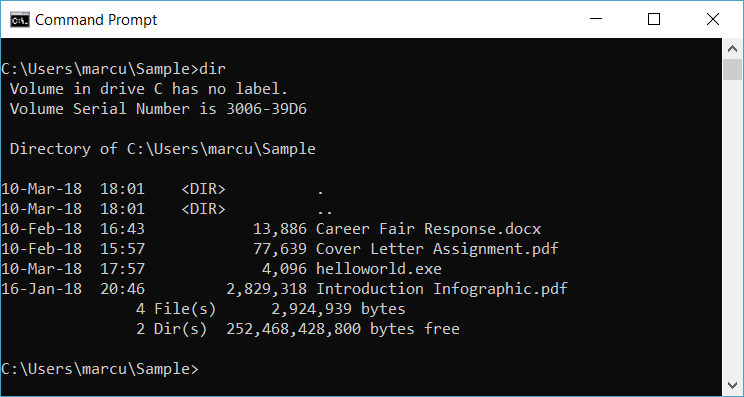 Command Prompt
C:\Users\marcu\Sample>dir
 Volume in drive C has no label.
 Volume Serial Number is 3006-39D6
 Directory of C:\Users\marcu\Sample
10-Mar-18  18:01    <DIR>          .
10-Mar-18  18:01    <DIR>          ..
10-Feb-18  16:43            13,886 Career Fair Response.docx
10-Feb-18  15:57            77,639 Cover Letter Assignment.pdf
10-Mar-18  17:57             4,096 helloworld.exe
16-Jan-18  20:46         2,829,318 Introduction Infographic.pdf
               4 File(s)      2,924,939 bytes
               2 Dir(s)  252,468,428,800 bytes free
C:\Users\marcu\Sample>